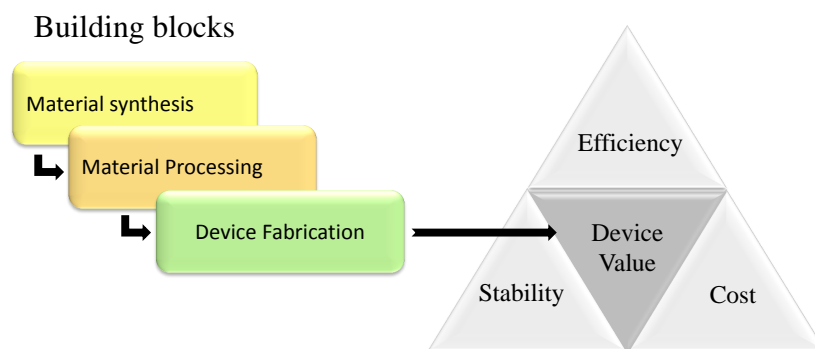 Building blocks
Material synthesis
Material Processing
Device Fabrication
Efficiency
Device
Value
Stability
Cost